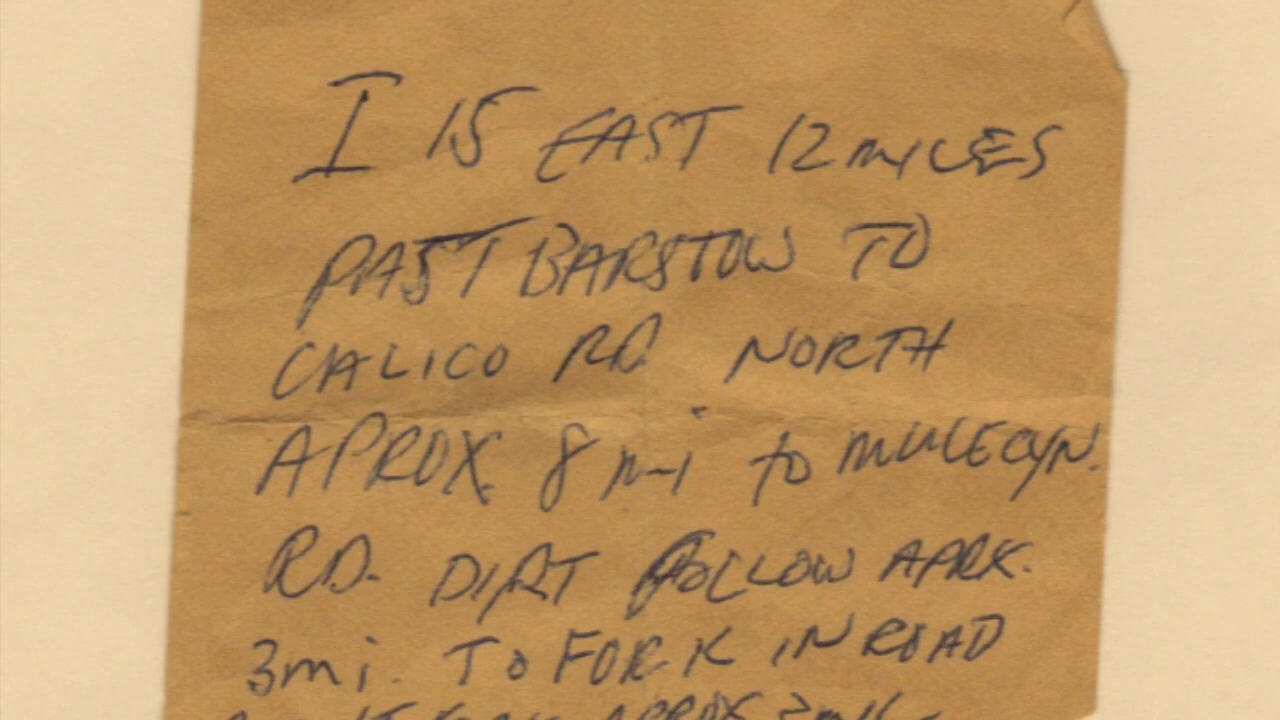 I 15 EAST 12 MILES
PAST BARSTOW TO
CALICO RD NORTH
APROX 8 mi to MULE CYN.
RD. DIRT FOLLOW APRX.
3mi. To FORK IN ROAD
APPROX